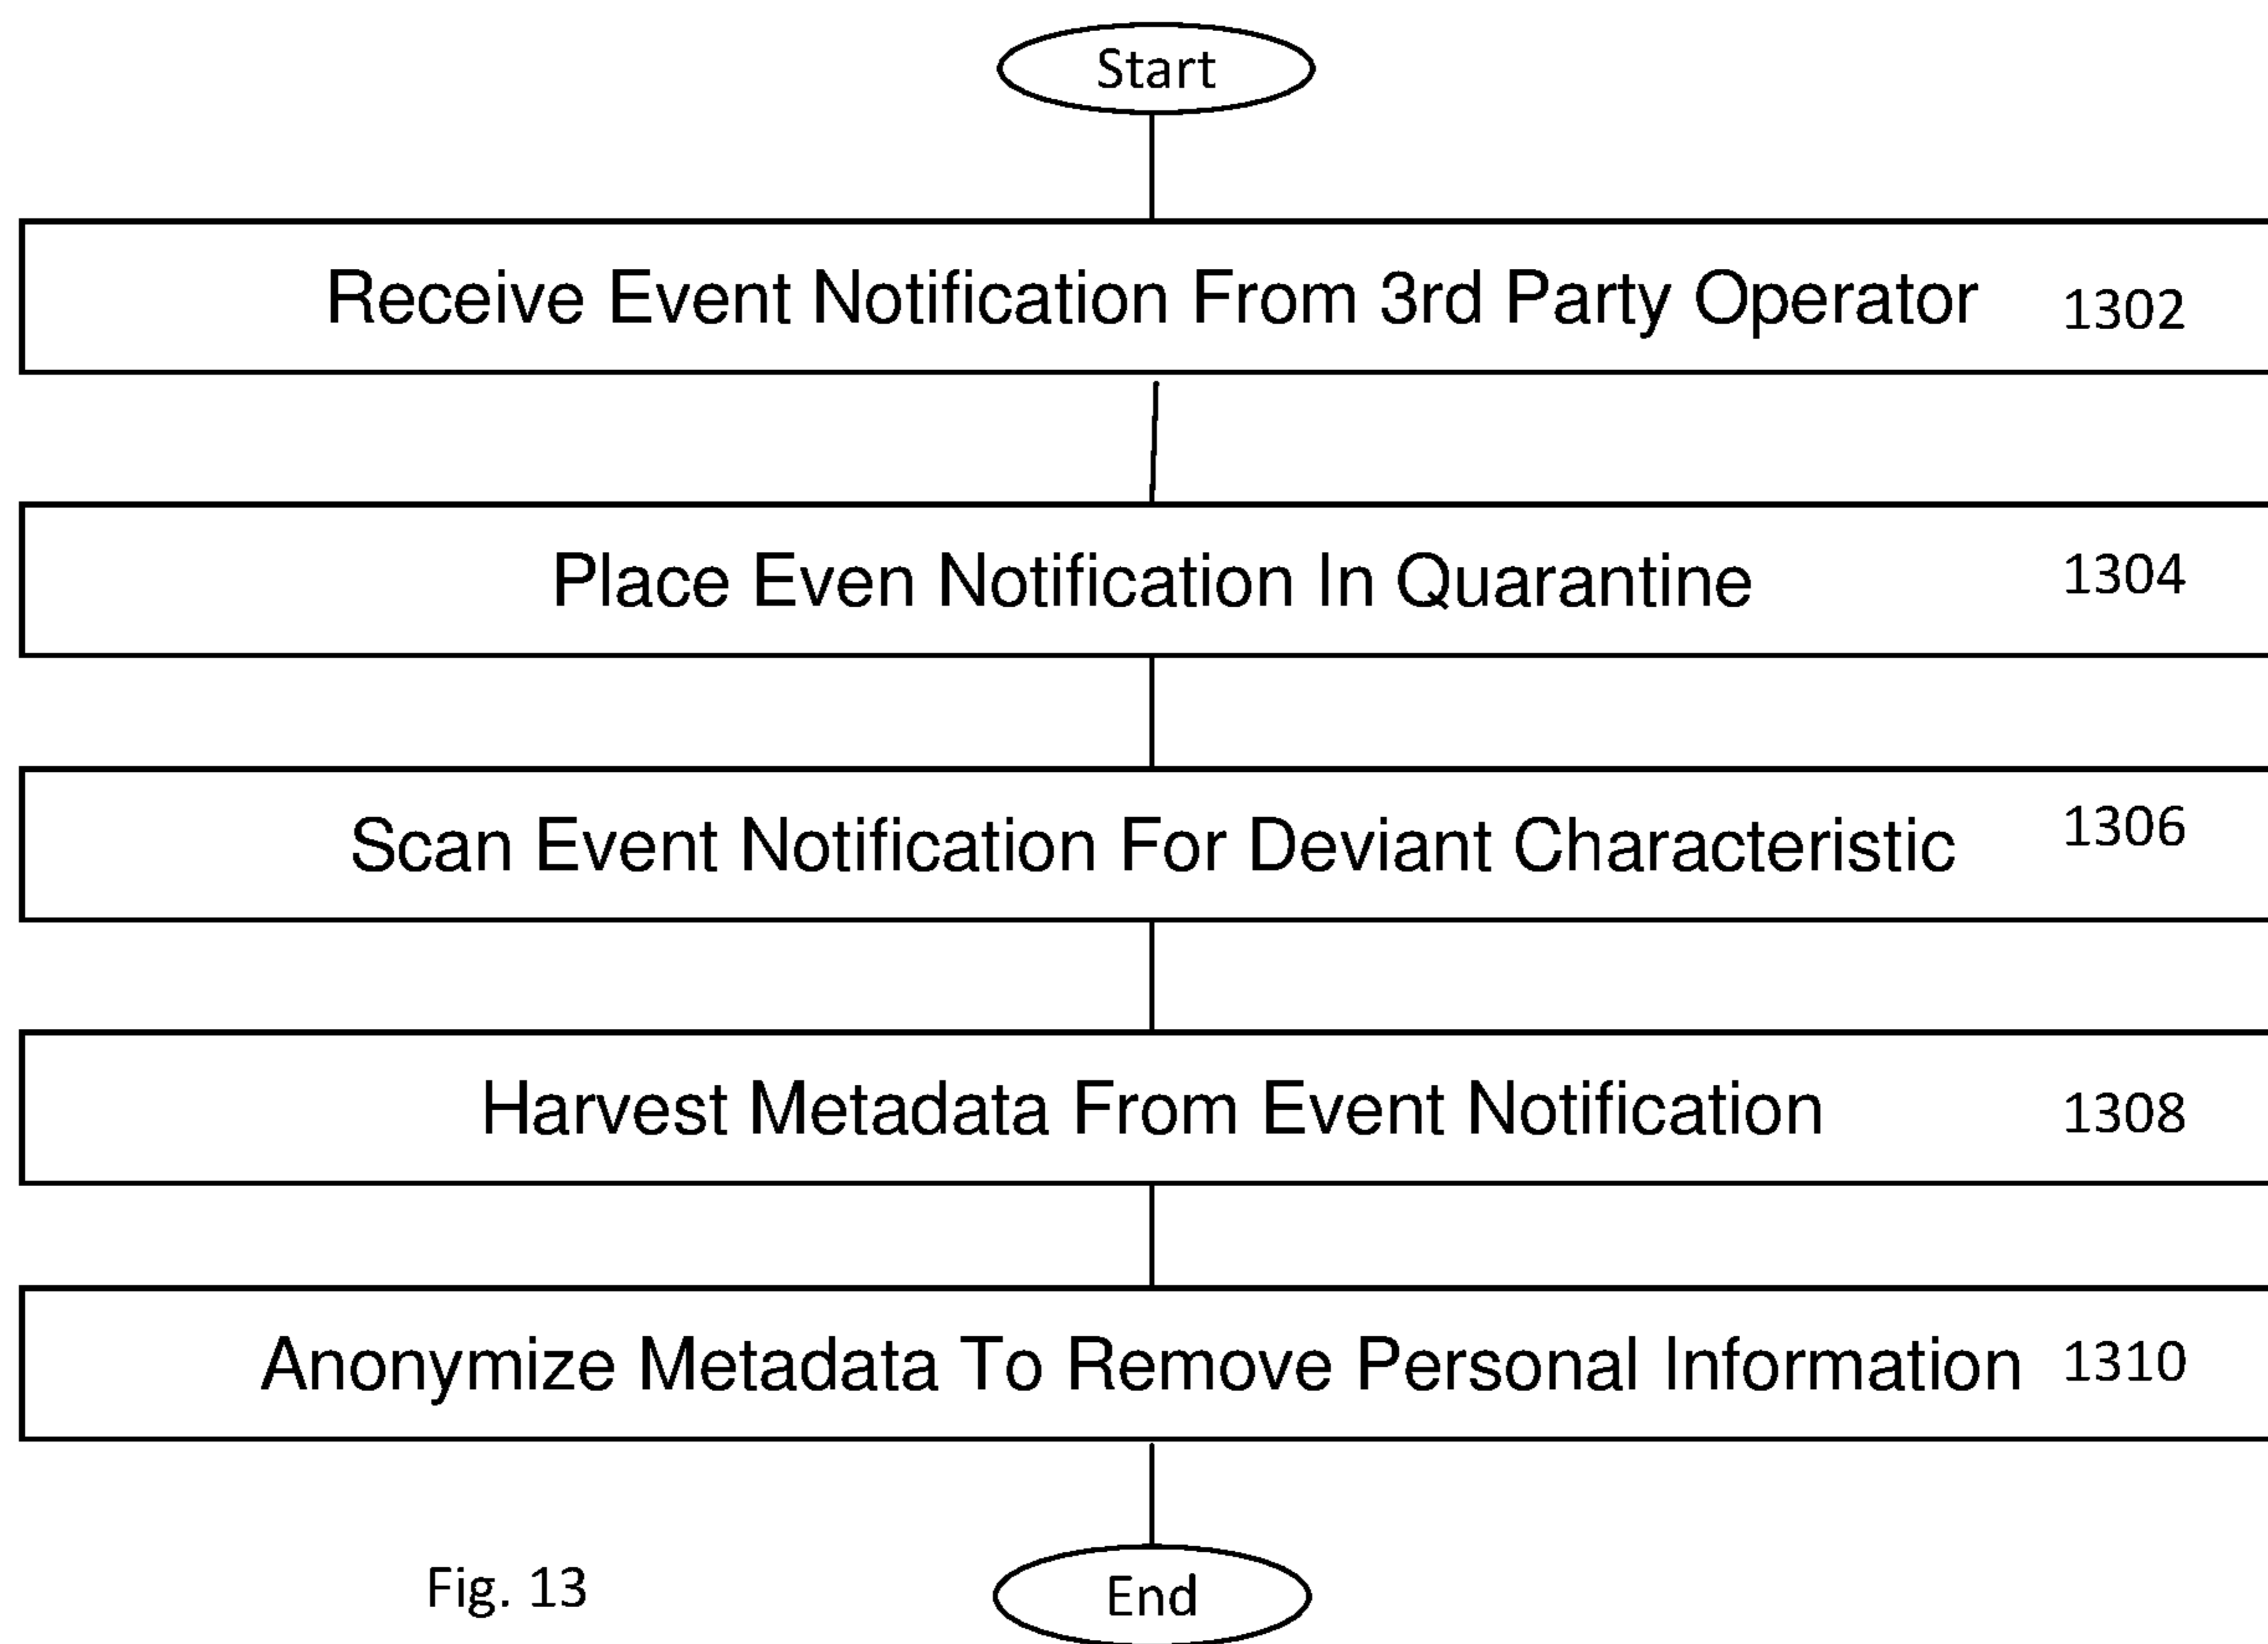 Start
Receive Event Notification From 3rd Party Operator 1302
Place Even Notification In Quarantine 1304
Scan Event Notification For Deviant Characteristic 1306
Harvest Metadata From Event Notification 1308
Anonymize Metadata To Remove Personal Information 1310
Fig. 13
End